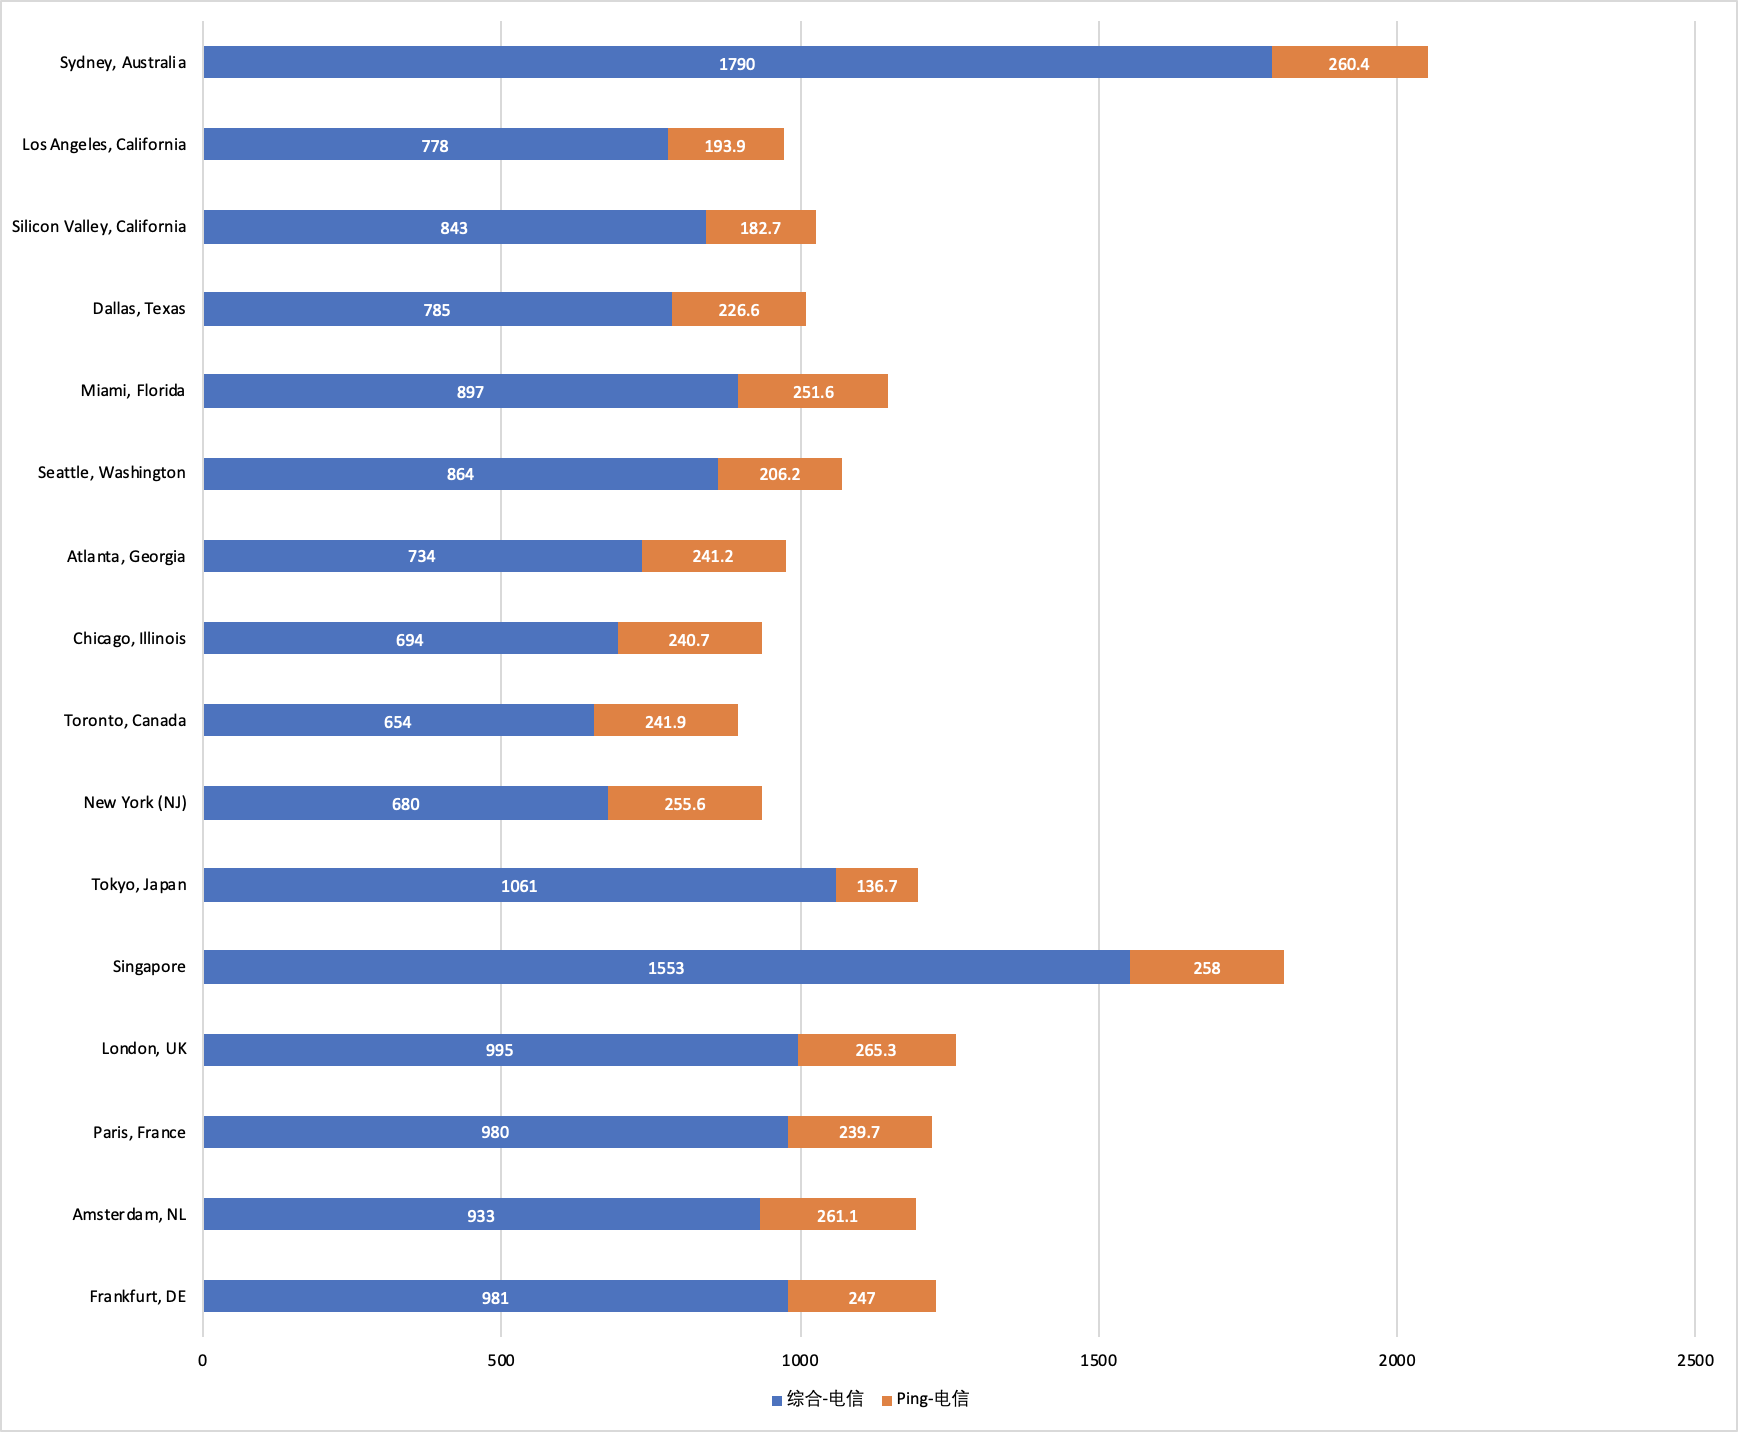 Sydney, Australia 1790 260.4
Los Angeles, California 778 193.9
Silicon Valley, California 843 182.7
Dallas, Texas 785 226.6
Miami, Florida 897 251.6
Seattle, Washington 864 206.2
Atlanta, Georgia 734 241.2
Chicago, Illinois 694 240.7
Toronto, Canada 654 241.9
New York (NJ) 680 255.6
Tokyo, Japan 1061 136.7
Singapore 1553 258
London, UK 995 265.3
Paris, France 980 239.7
Amsterdam, NL 933 261.1
Frankfurt, DE 981 247
0 500 1000 1500 2000 2500
综合-电信 Ping-电信